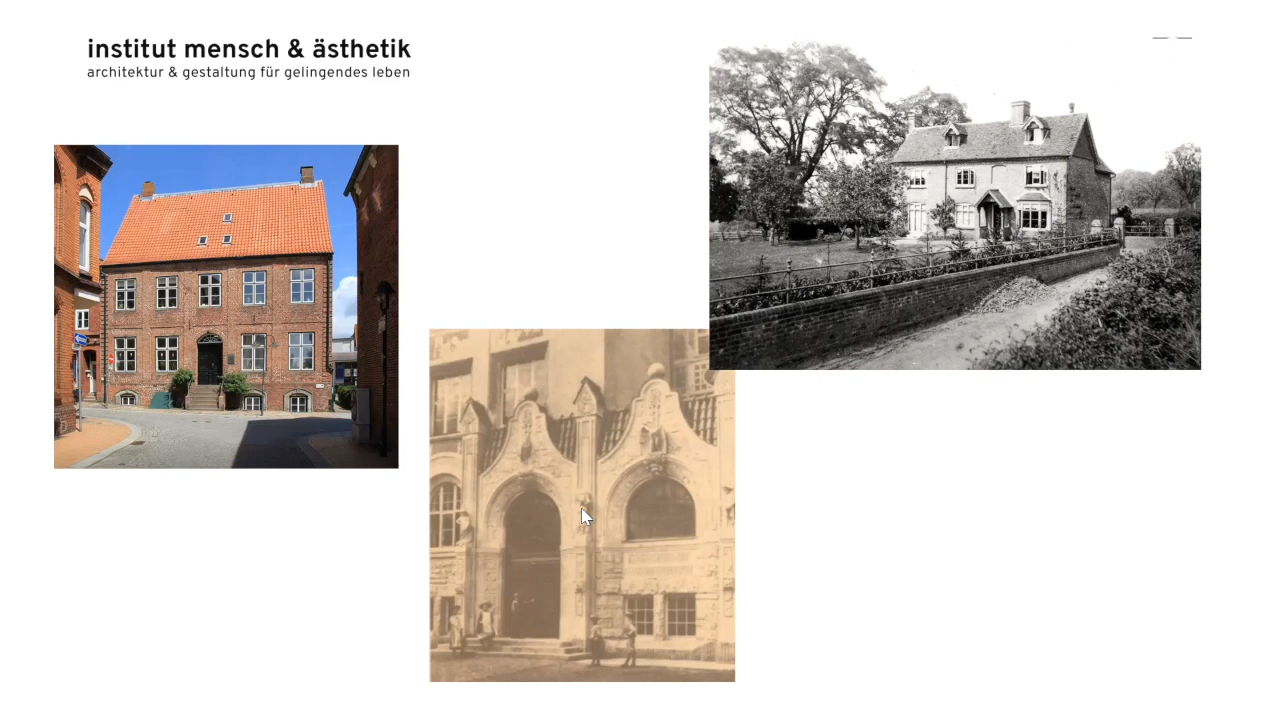 institut mensch & ästhetik
architektur & gestaltung für gelingendes leben